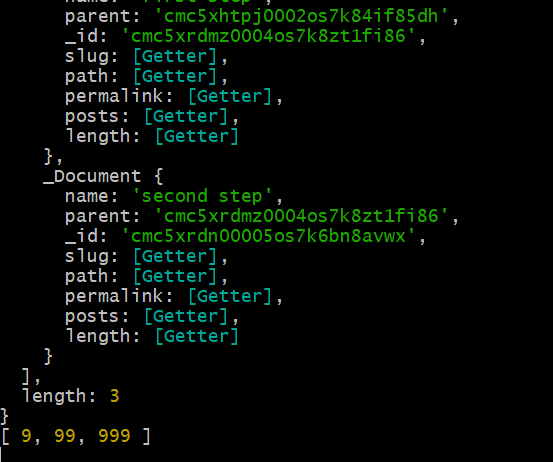 parent: 'cmc5xhtpj0002os7k84if85dh',
_id: 'cmc5xrdmz0004os7k8zt1fi86',
slug: [Getter],
path: [Getter],
permalink: [Getter],
posts: [Getter],
length: [Getter]
},
_Document {
name: 'second step',
parent: 'cmc5xrdmz0004os7k8zt1fi86',
_id: 'cmc5xrdn00005os7k6bn8avwx',
slug: [Getter],
path: [Getter],
permalink: [Getter],
posts: [Getter],
length: [Getter]
}
],
length: 3
}
[ 9, 99, 999 ]